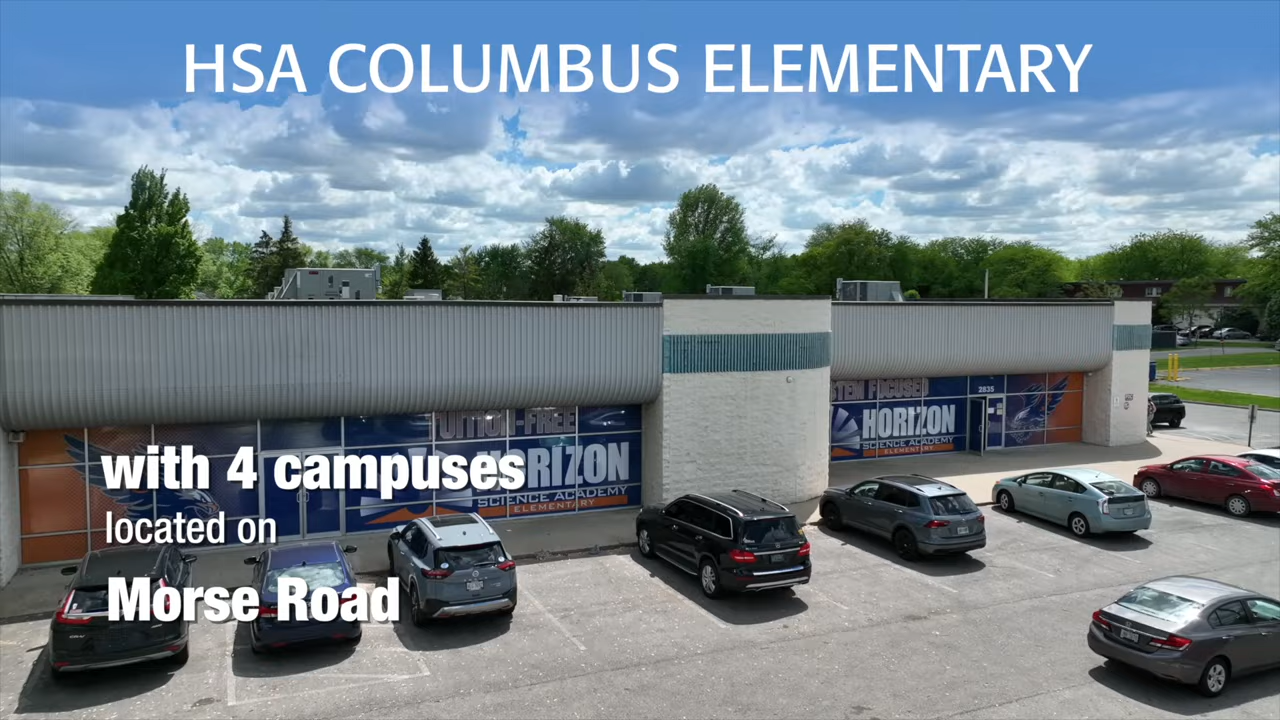 HSA COLUMBUS ELEMENTARY
STEM FOCUSED
2835
TUITION-FREE
HORIZON
SCIENCE ACADEMY
ELEMENTARY
HORIZON
SCIENCE ACADEMY
ELEMENTARY
with 4 campuses
located on
Morse Road